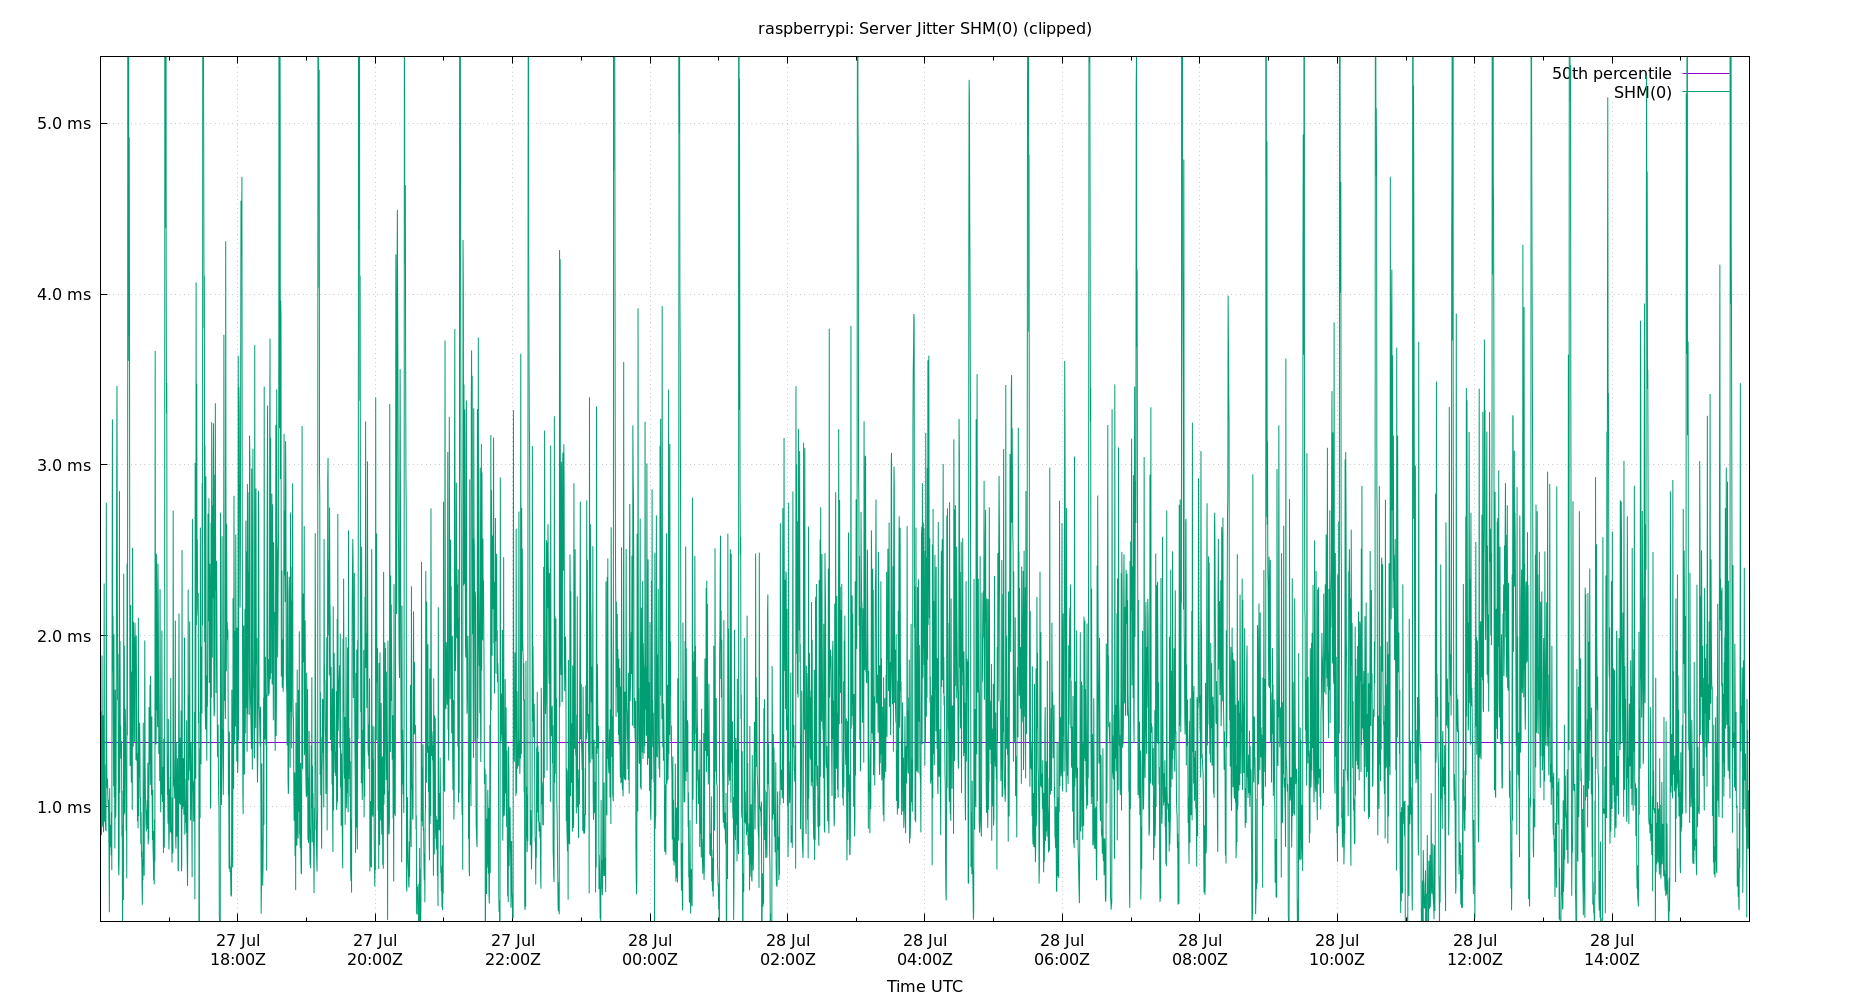 raspberrypi: Server Jitter SHM(0) (clipped)
50th percentile
SHM(0)
5.0 ms
4.0 ms
3.0 ms
2.0 ms
1.0 ms
27 Jul 27 Jul 27 Jul 28 Jul 28 Jul 28 Jul 28 Jul 28 Jul 28 Jul 28 Jul 28 Jul
18:00Z 20:00Z 22:00Z 00:00Z 02:00Z 04:00Z 06:00Z 08:00Z 10:00Z 12:00Z 14:00Z
Time UTC